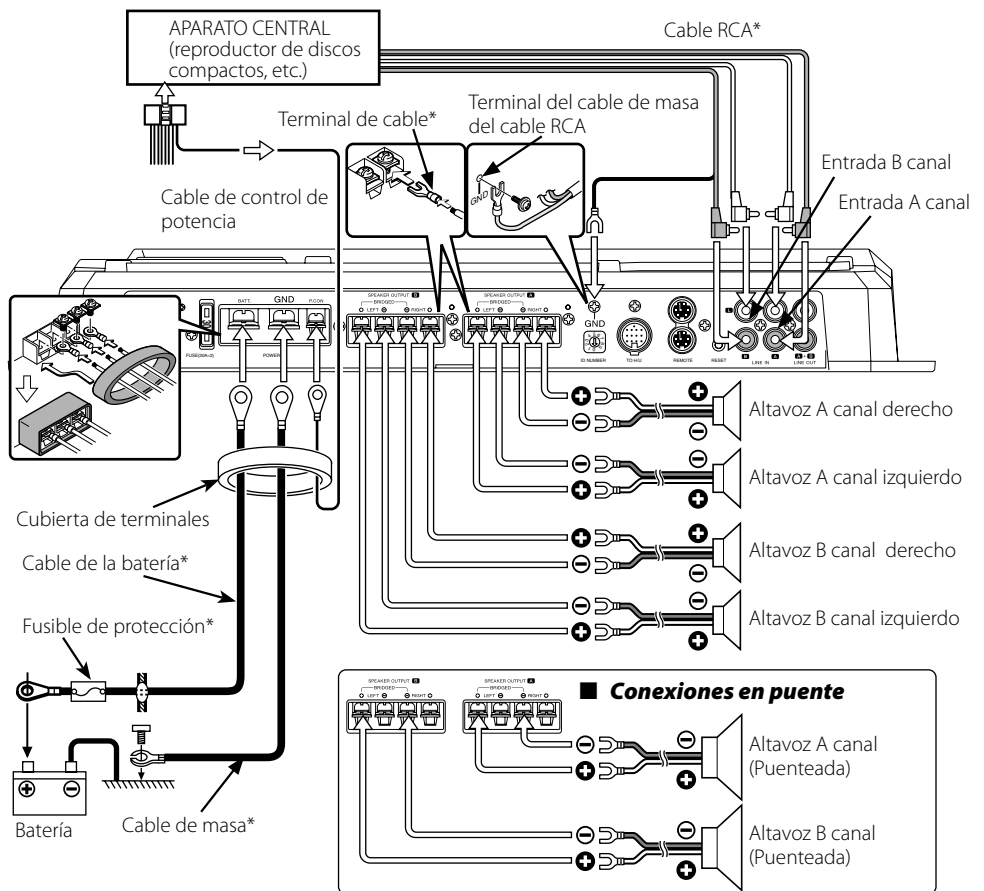 APARATO CENTRAL
(reproductor de discos
compactos, etc.)
Cable RCA*
Terminal de cable*
Terminal del cable de masa
del cable RCA
GND
Entrada B canal
Entrada A canal
Cable de control de
potencia
FUSE(30A×2)
BATT.
GND
P.CON
POWER
SPEAKER OUTPUT B
BRIDGED
LEFT
RIGHT
SPEAKER OUTPUT A
BRIDGED
LEFT
RIGHT
GND
ID NUMBER
TO H/U
REMOTE
RESET
L
B
A
LINE IN
A + B
LINE OUT
Altavoz A canal derecho
Altavoz A canal izquierdo
Altavoz B canal derecho
Altavoz B canal izquierdo
Cubierta de terminales
Cable de la batería*
Fusible de protección*
Batería
Cable de masa*
SPEAKER OUTPUT B
BRIDGED
LEFT
RIGHT
SPEAKER OUTPUT A
BRIDGED
LEFT
RIGHT
■ Conexiones en puente
Altavoz A canal
(Puenteada)
Altavoz B canal
(Puenteada)